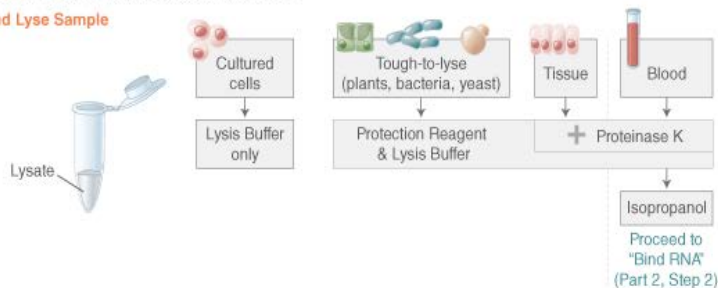 ed Lyse Sample
Cultured
cells
Tough-to-lyse
(plants, bacteria, yeast)
Tissue
Blood
Lysis Buffer
only
Protection Reagent
& Lysis Buffer
+ Proteinase K
Lysate
Isopropanol
Proceed to
"Bind RNA"
(Part 2, Step 2)